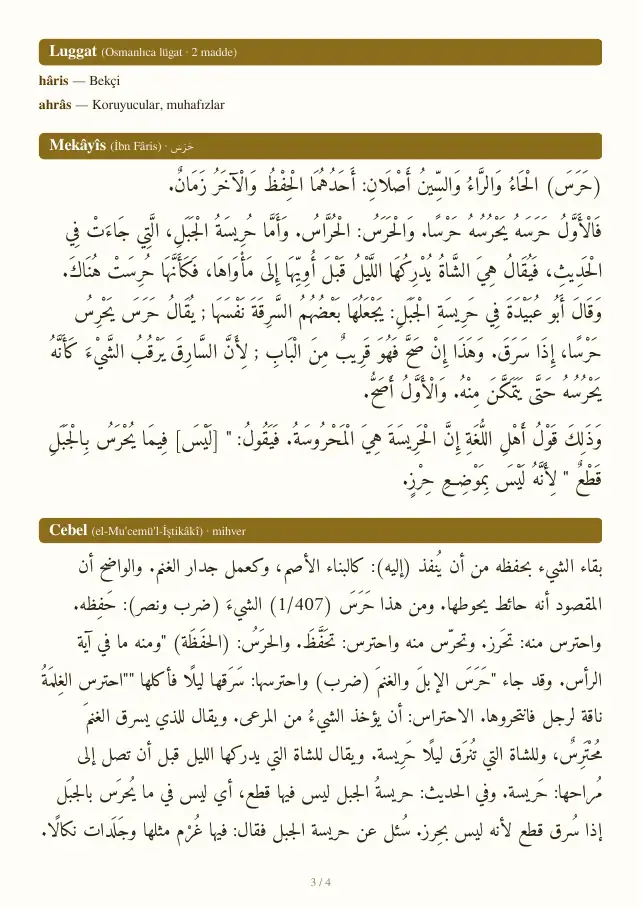 Luggat (Osmanlıca lügat · 2 madde)
hâris — Bekçi
ahrâs — Koruyucular, muhafızlar
Mekâyîs (İbn Fâris) · حَرَسَ
(حَرَسَ) الْحَاءُ وَالرَّاءُ وَالسِّينُ أَصْلَانِ: أَحَدُهُمَا الْحِفْظُ وَالْآخَرُ زَمَانٌ.
فَالْأَوَّلُ حَرَسَهُ يَحْرُسُهُ حَرْسًا. وَالْحَرَسُ: الْحُرَّاسُ. وَأَمَّا حُرِيسَةُ الْجَبَلِ، الَّتِي جَاءَتْ فِي
الْحَدِيثِ، فَيُقَالُ هِيَ الشَّاةُ يُدْرِكُهَا اللَّيْلُ قَبْلَ أُوِيِّهَا إِلَى مَأْوَاهَا، فَكَأَنَّهَا حُرِسَتْ هُنَاكَ.
وَقَالَ أَبُو عُبَيْدَةَ فِي حَرِيسَةِ الْجَبَلِ: يَجْعَلُهَا بَعْضُهُمُ السَّرِقَةَ نَفْسَهَا ; يُقَالُ حَرَسَ يَحْرِسُ
حَرْسًا، إِذَا سَرَقَ. وَهَذَا إِنْ صَحَّ فَهُوَ قَرِيبٌ مِنَ الْبَابِ ; لِأَنَّ السَّارِقَ يَرْقُبُ الشَّيْءَ كَأَنَّهُ
يَحْرُسُهُ حَتَّى يَتَمَكَّنَ مِنْهُ. وَالْأَوَّلُ أَصَحُّ.
وَذَلِكَ قَوْلُ أَهْلِ اللُّغَةِ إِنَّ الْحَرِيسَةَ هِيَ الْمَحْرُوسَةُ. فَيَقُولُ: " [لَيْسَ] فِيمَا يُحْرَسُ بِالْجَبَلِ
قَطْعٌ " لِأَنَّهُ لَيْسَ بِمَوْضِعِ حِرْزٍ.
Cebel (el-Mu'cemü'l-İştikâkî) · mihver
بقاء الشيء بحفظه من أن يُنفذ (إليه): كالبناء الأصم، وكعمل جدار الغنم. والواضح أن
المقصود أنه حائط يحوطها. ومن هذا حَرَسَ (1/407) الشيءَ (ضرب ونصر): حَفِظه.
واحترس منه: تحَرز. وتحرّس منه واحترس: تحَفَّظَ. والحرَسُ: (الحفَظَة) "ومنه ما في آية
الرأس. وقد جاء "حَرَسَ الإبلَ والغنمَ (ضرب) واحترسها: سَرَقها ليلًا فأكلها ""احترس الغِلمَةُ
ناقة لرجل فانتحروها. الاحتراس: أن يؤخذ الشيءُ من المرعى. ويقال للذي يسرق الغنمَ
مُحْتَرِسٌ، وللشاة التي تُسْرَق ليلًا حَرِيسة. ويقال للشاة التي يدركها الليل قبل أن تصل إلى
مُراحها: حَريسة. وفي الحديث: حريسةُ الجبل ليس فيها قطع، أي ليس في ما يُحرَس بالجبَل
إذا سُرق قطع لأنه ليس بحِرز. سُئل عن حريسة الجبل فقال: فيها غُرْم مثلها وجَلَدات نكالًا.
3 / 4